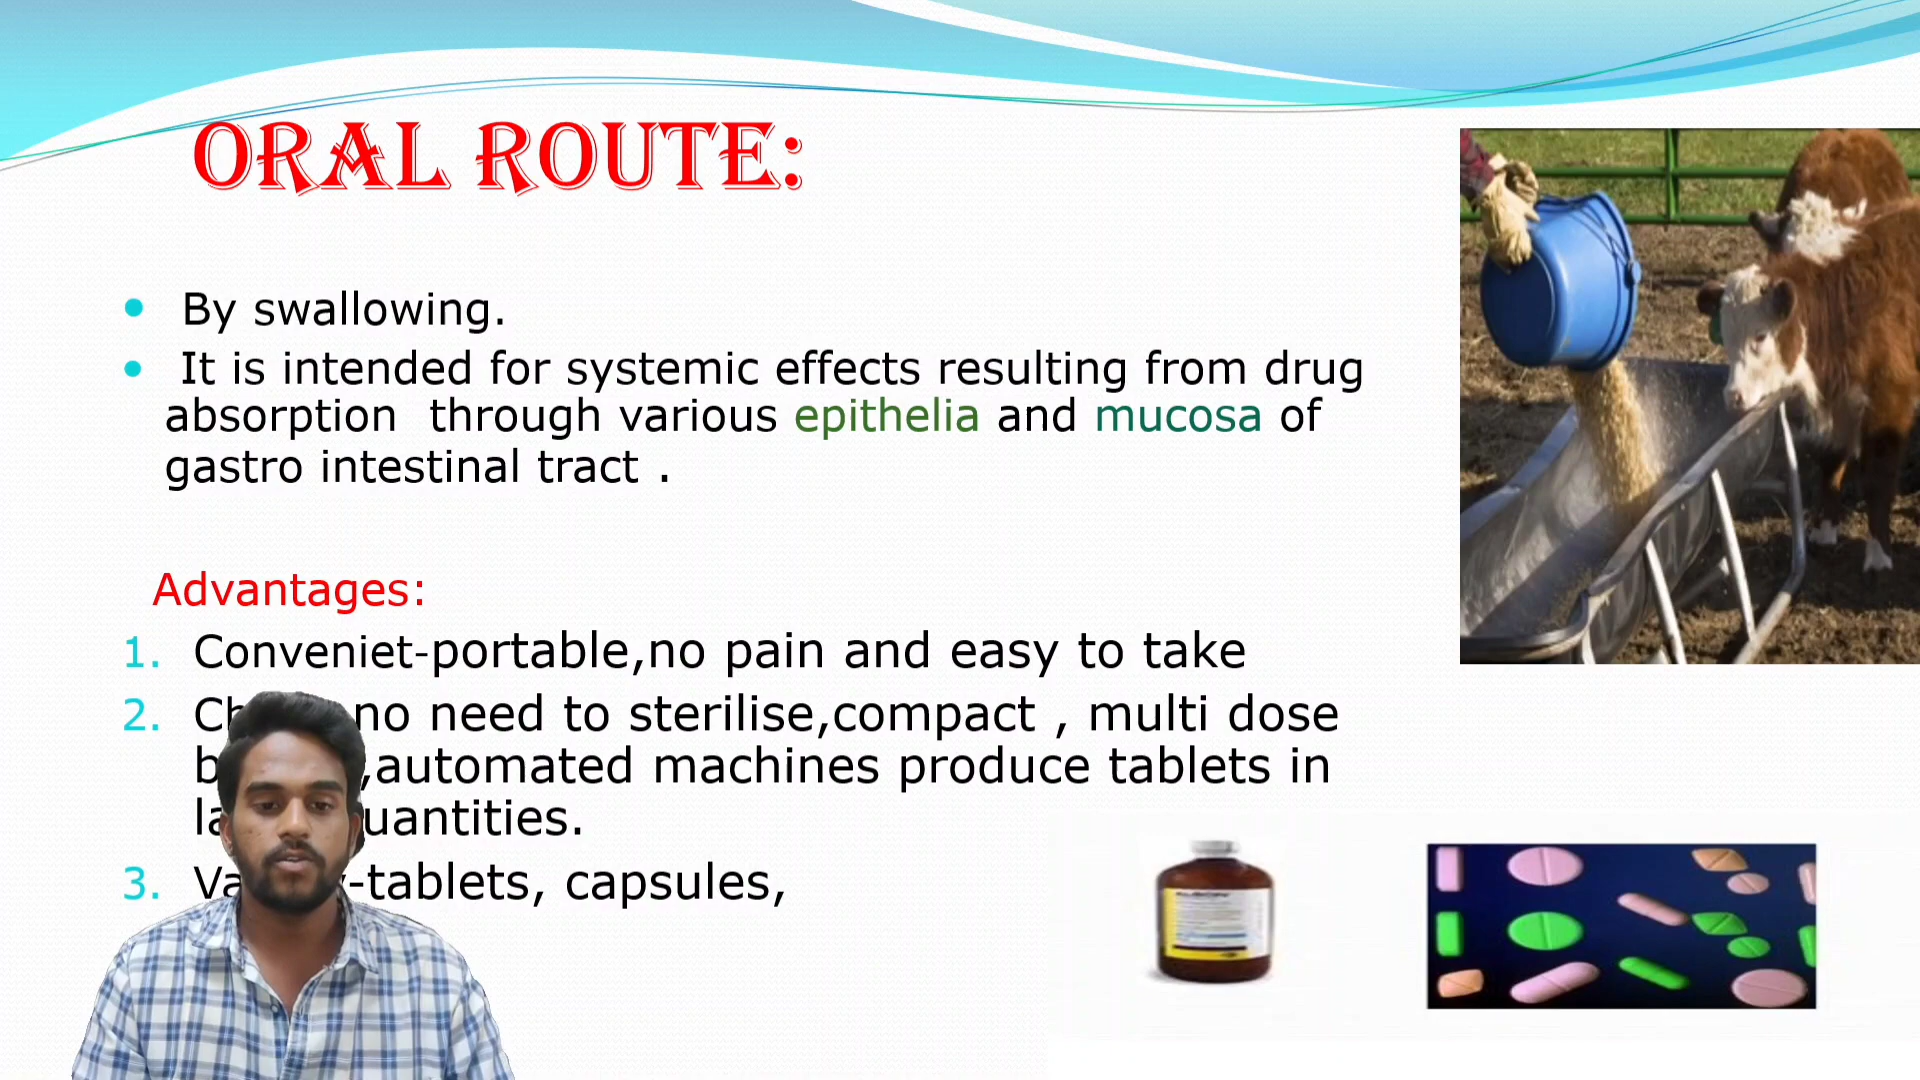 ORAL ROUTE:
By swallowing.
It is intended for systemic effects resulting from drug
absorption through various epithelia and mucosa of
gastro intestinal tract .
Advantages:
1. Conveniet-portable,no pain and easy to take
2. no need to sterilise,compact , multi dose
,automated machines produce tablets in
quantities.
3. -tablets, capsules,